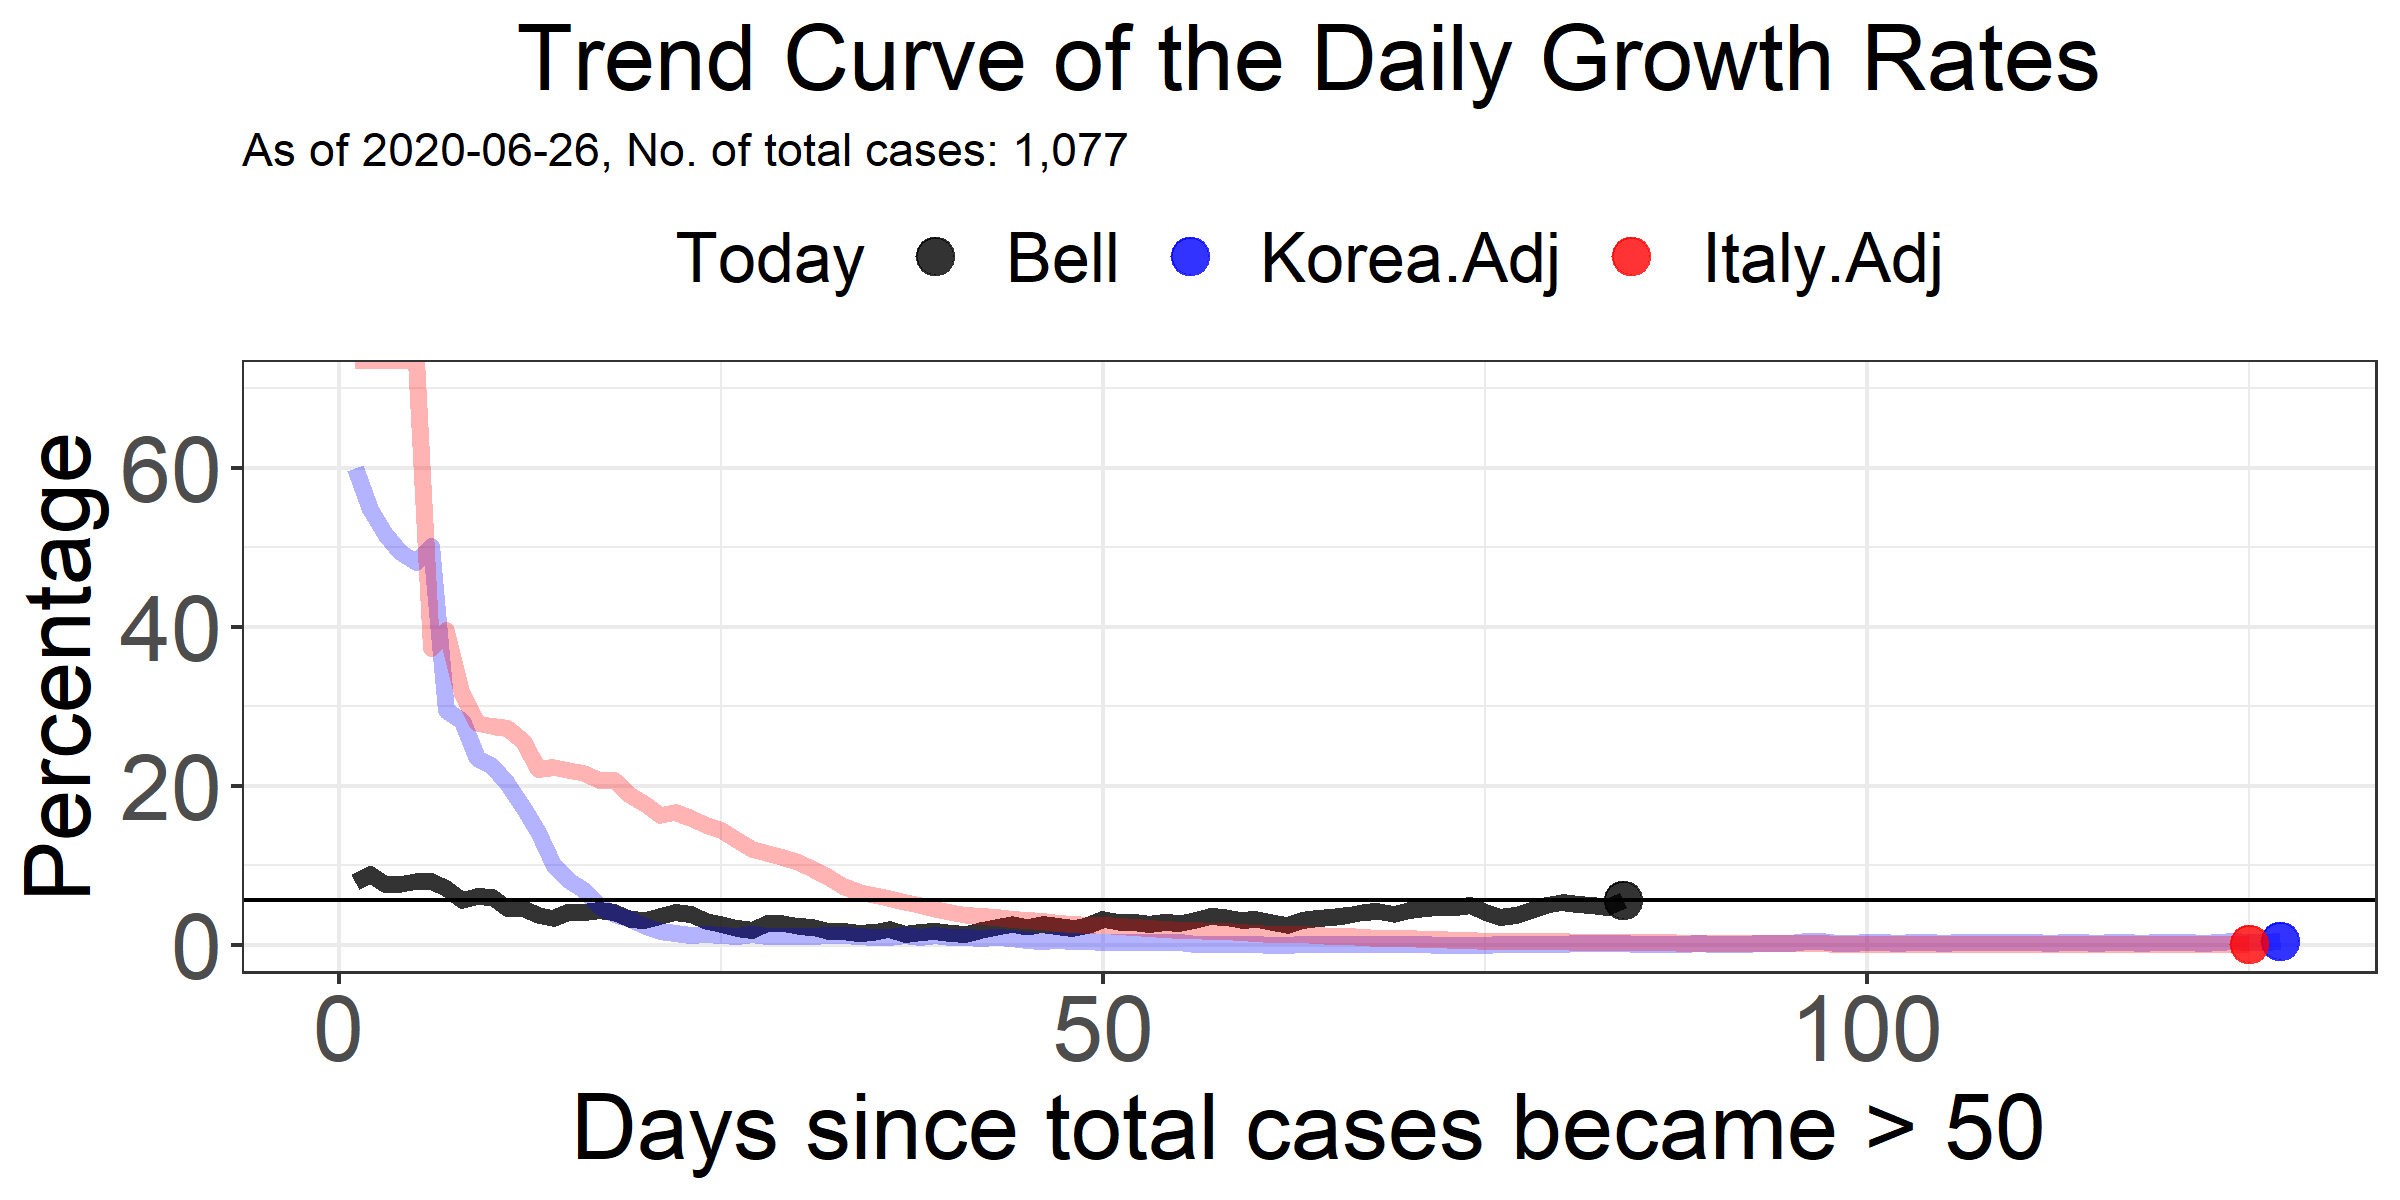 Trend Curve of the Daily Growth Rates
As of 2020-06-26, No. of total cases: 1,077
Today Bell Korea.Adj Italy.Adj
Percentage
60
40
20
0
0 50 100
Days since total cases became > 50